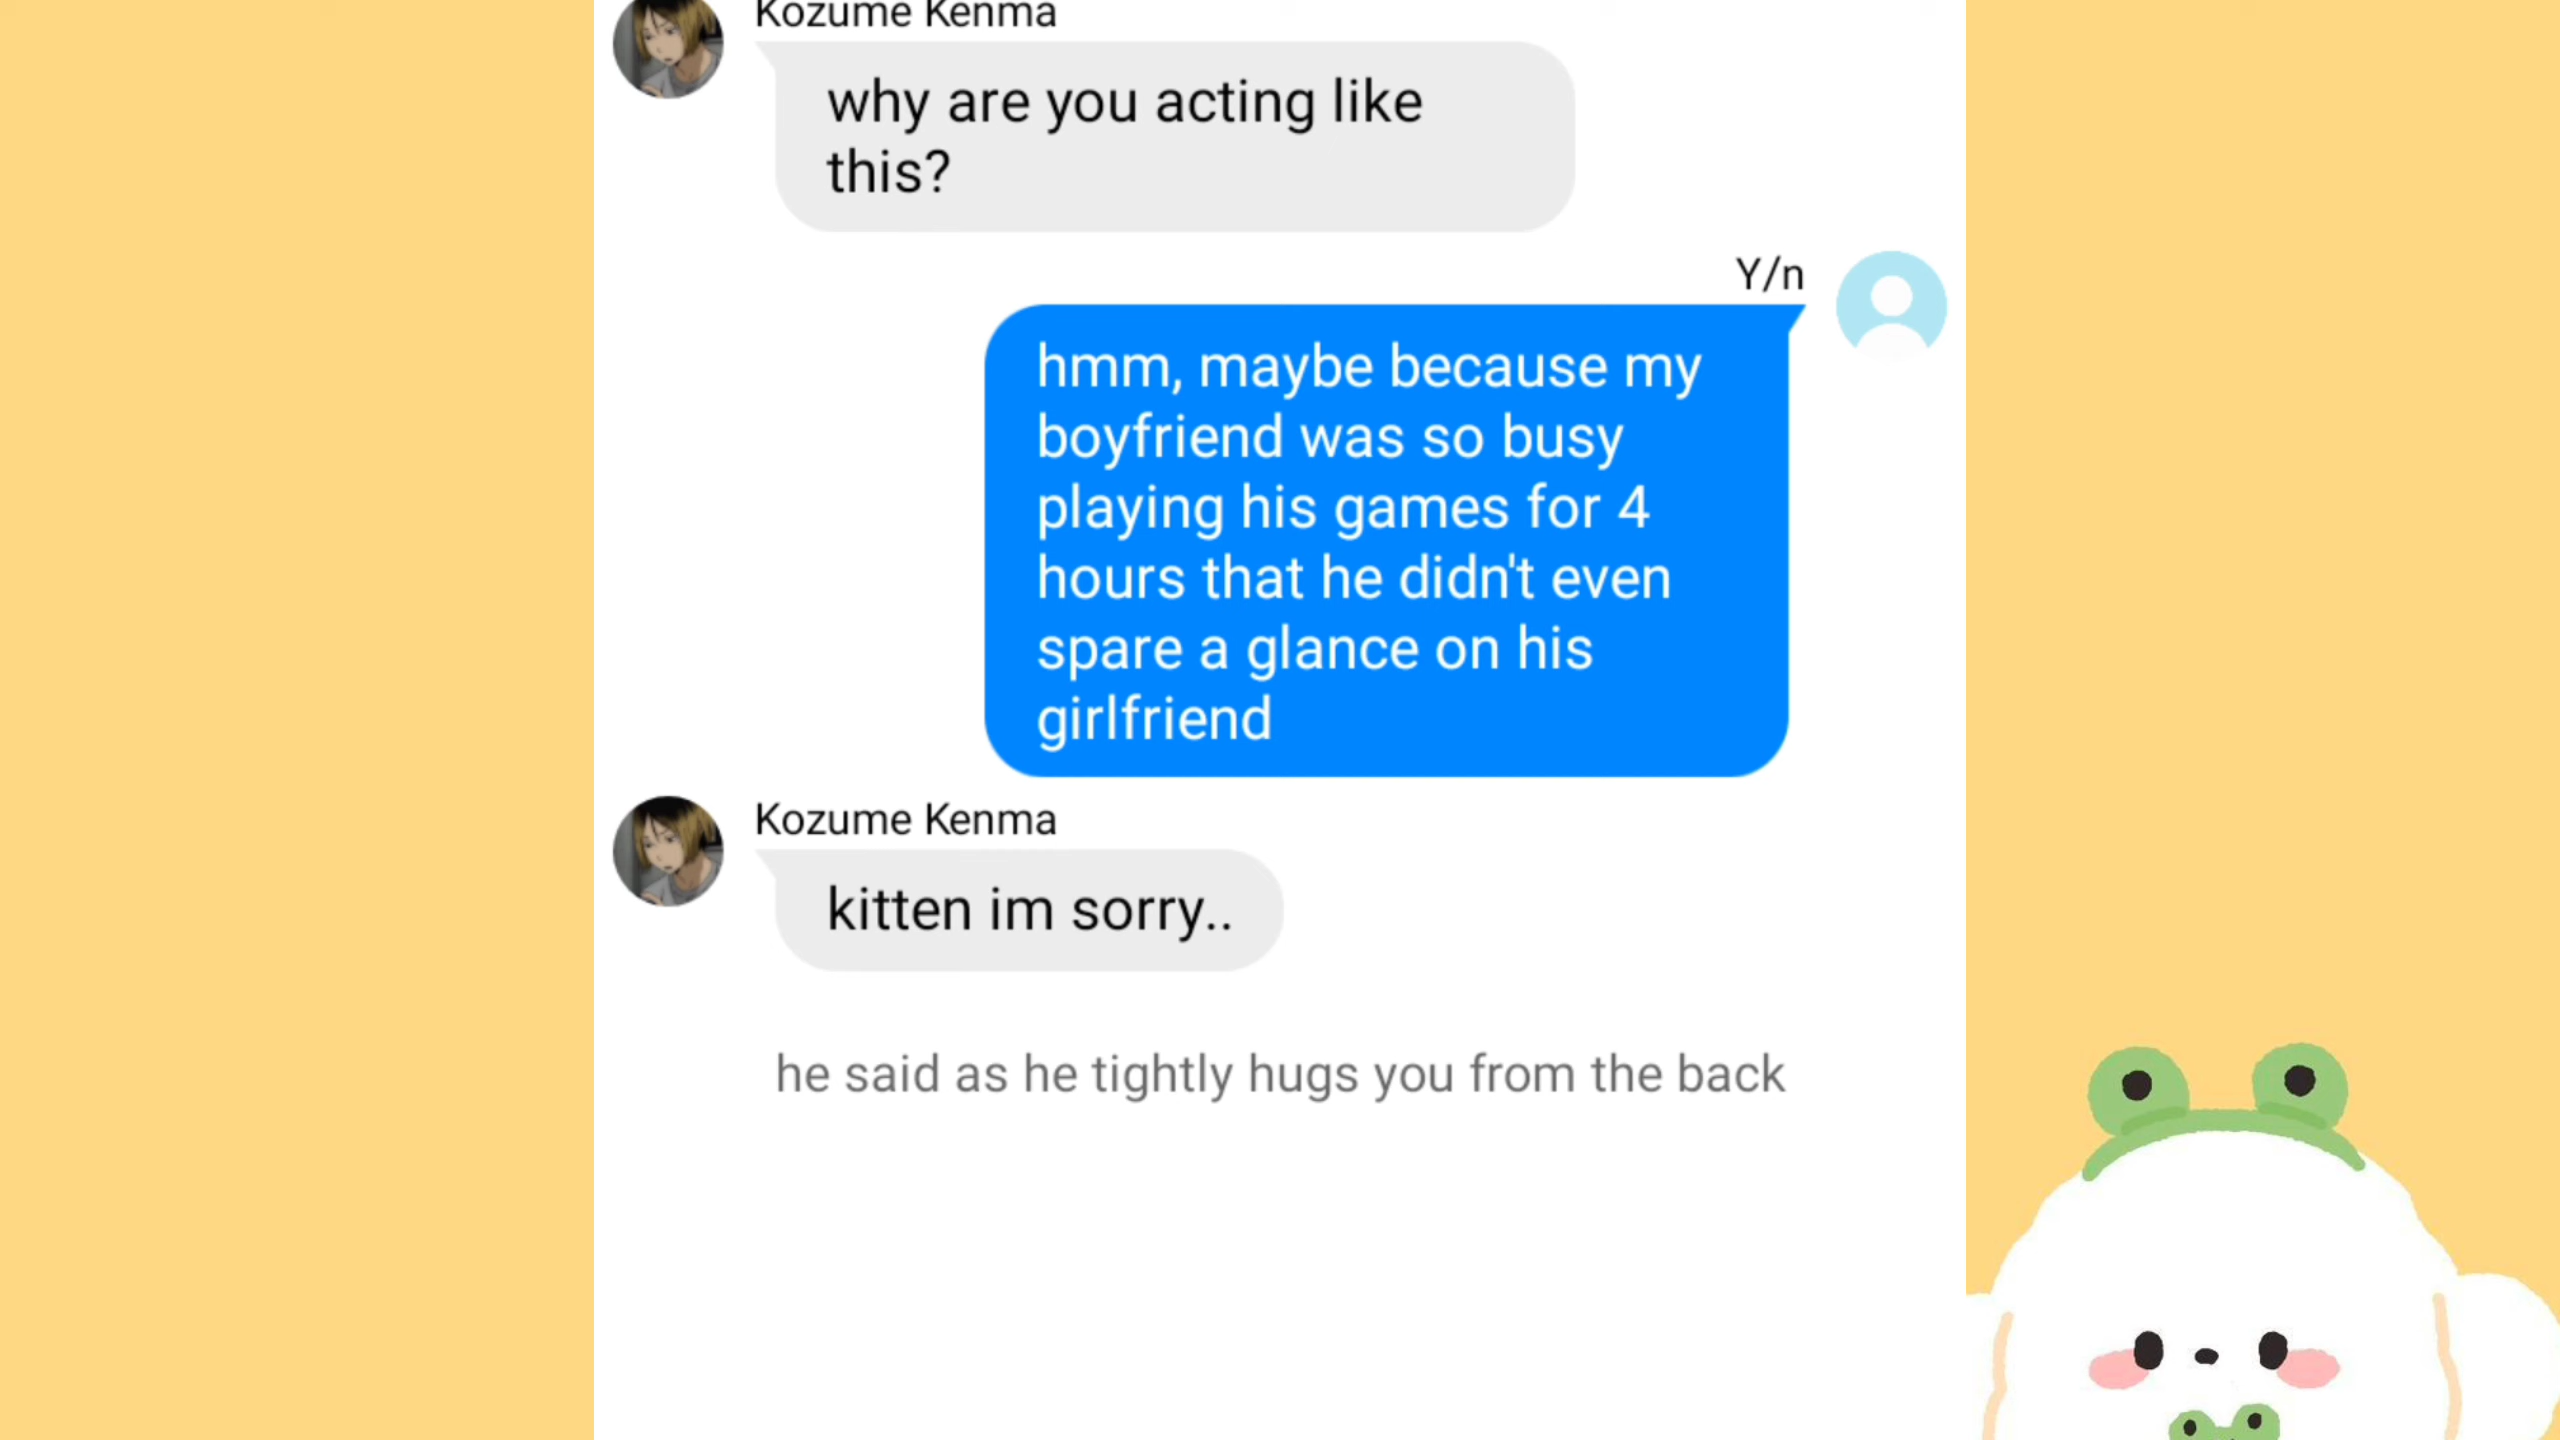 Kozume Kenma
why are you acting like
this?
Y/n
hmm, maybe because my
boyfriend was so busy
playing his games for 4
hours that he didn't even
spare a glance on his
girlfriend
Kozume Kenma
kitten im sorry..
he said as he tightly hugs you from the back